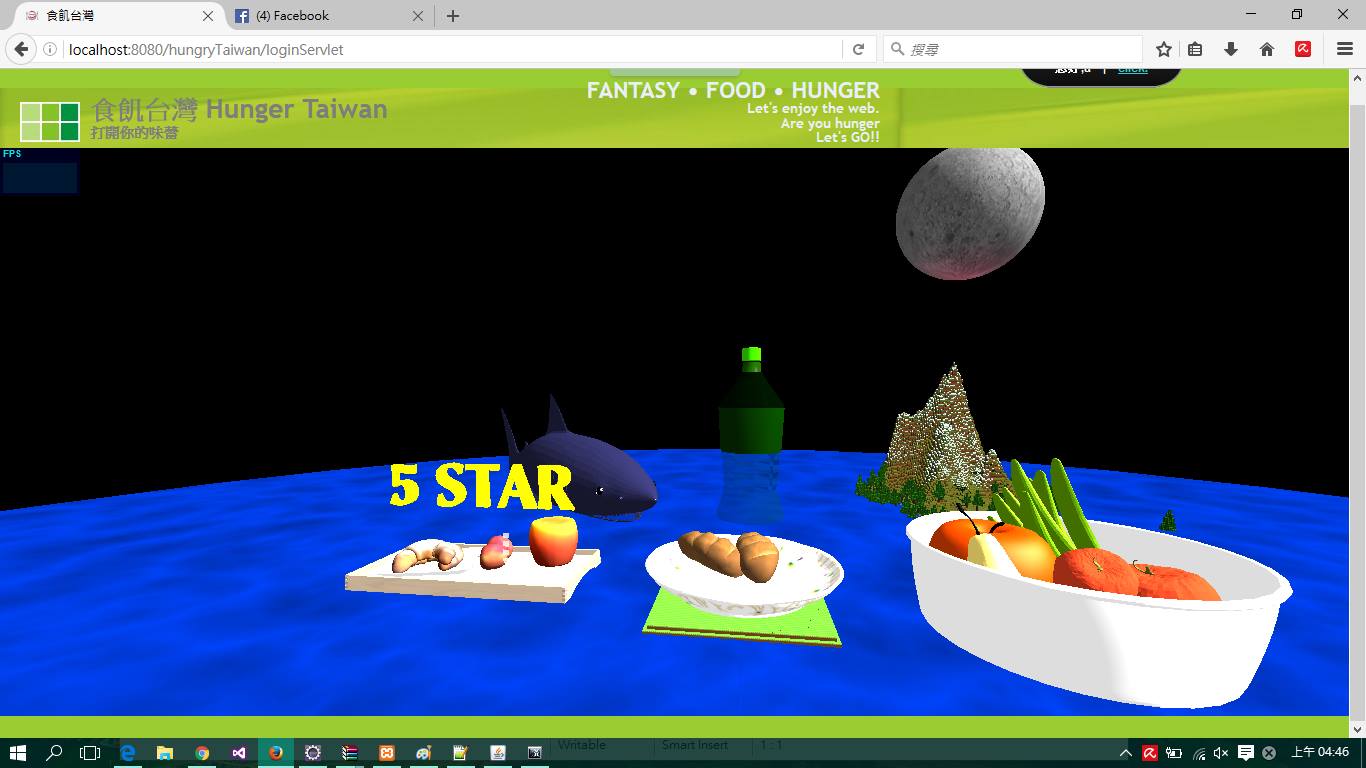 食飢台灣
(4) Facebook
localhost:8080/hungryTaiwan/loginServlet
搜尋
Click!
FANTASY • FOOD • HUNGER
食飢台灣 Hunger Taiwan
Let's enjoy the web.
打開你的味蕾
Are you hunger
Let's GO!!
FPS
5 STAR
Writable
Smart Insert
1 : 1
上午 04:46